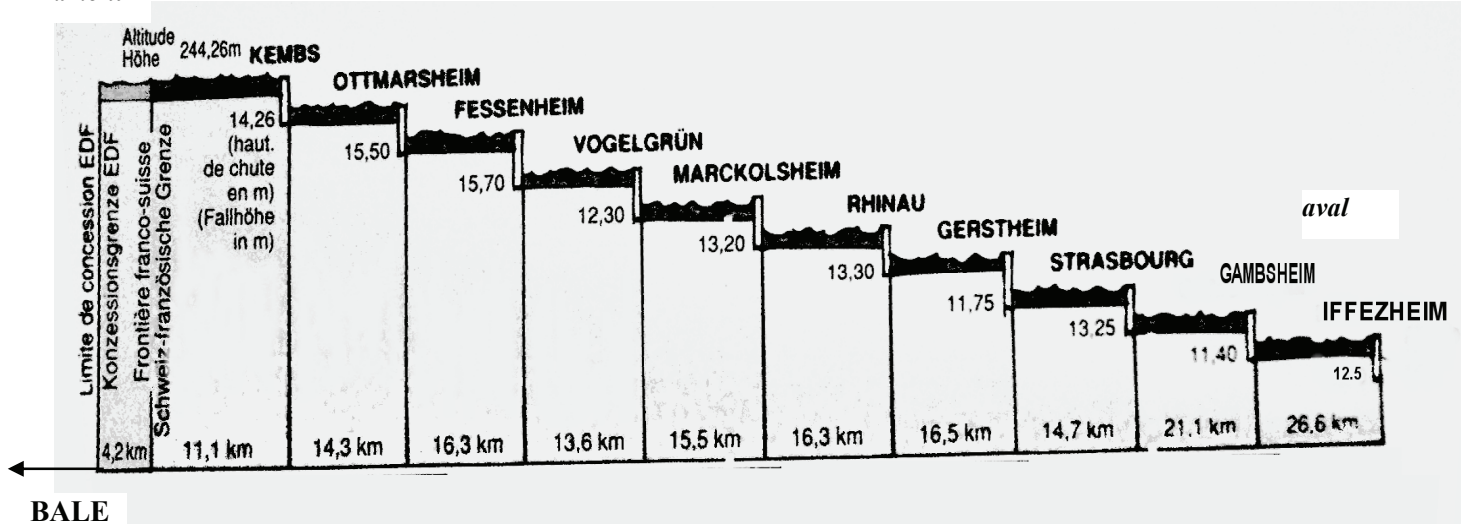 Altitude
Höhe
244,26m
KEMBS
OTTMARSHEIM
FESSENHEIM
VOGELGRÜN
MARCKOLSHEIM
RHINAU
GERSTHEIM
STRASBOURG
GAMBSHEIM
IFFEZHEIM
aval
14,26
(haut.
de chute
en m)
(Fallhöhe
in m)
15,50
15,70
12,30
13,20
13,30
11,75
13,25
11,40
12.5
Limite de concession EDF
Konzessionsgrenze EDF
Frontière franco-suisse
Schweiz-französische Grenze
4,2 km
11,1 km
14,3 km
16,3 km
13,6 km
15,5 km
16,3 km
16,5 km
14,7 km
21,1 km
26,6 km
BALE